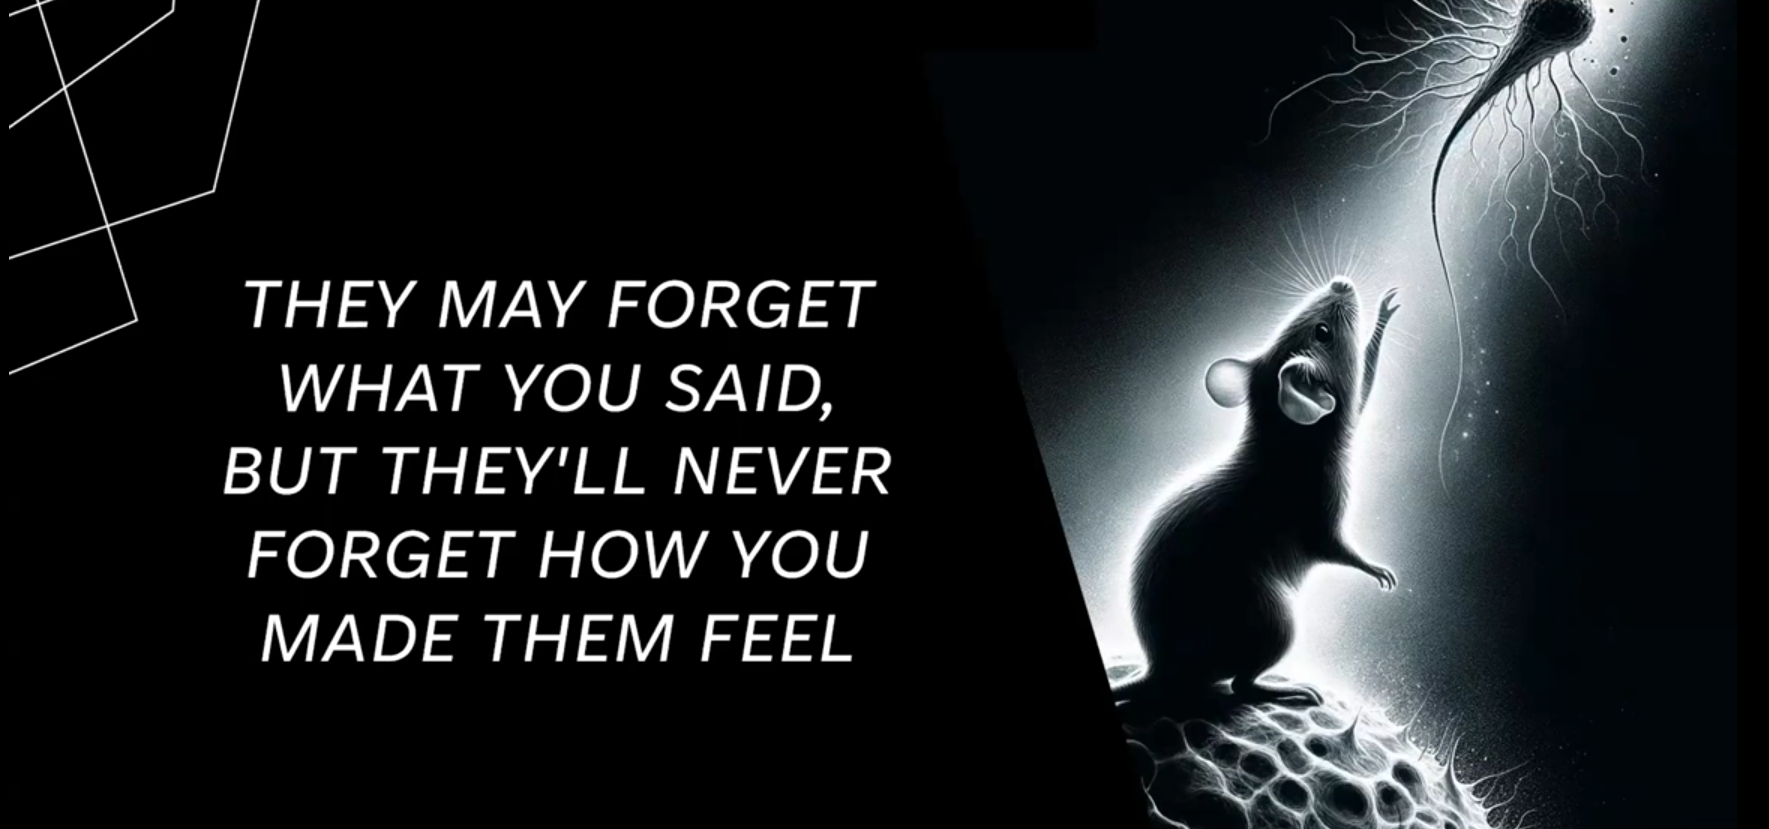 THEY MAY FORGET
WHAT YOU SAID,
BUT THEY'LL NEVER
FORGET HOW YOU
MADE THEM FEEL